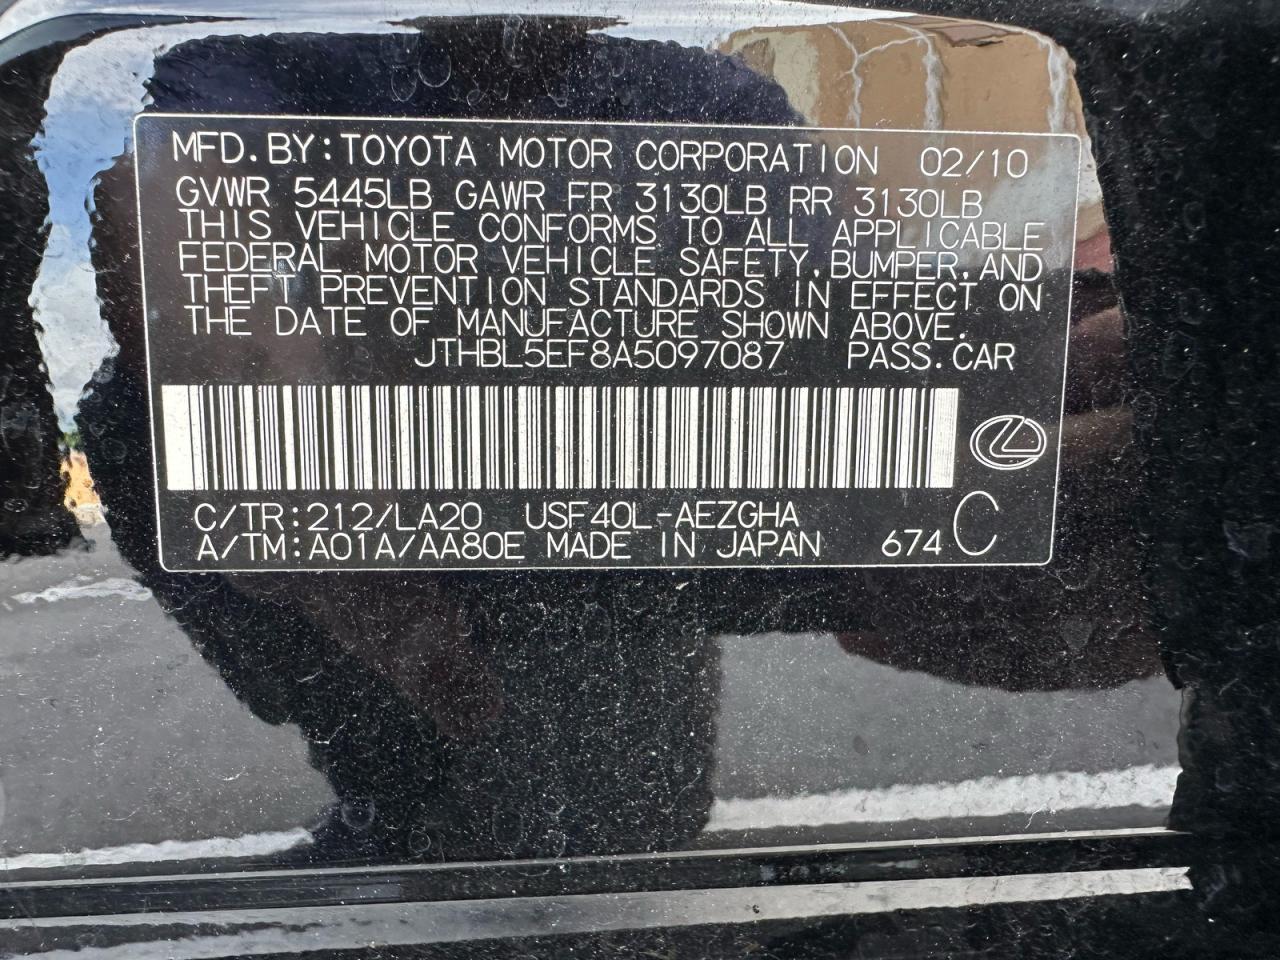 MFD. BY: TOYOTA MOTOR CORPORATION 02/10
GVWR 5445LB GAWR FR 3130LB RR 3130LB
THIS VEHICLE CONFORMS TO ALL APPLICABLE
FEDERAL MOTOR VEHICLE SAFETY, BUMPER, AND
THEFT PREVENTION STANDARDS IN EFFECT ON
THE DATE OF MANUFACTURE SHOWN ABOVE.
JTHBL5EF8A5097087 PASS. CAR
C/TR: 212/LA20 USF40L-AEZGHA
A/TM: A01A/AA80E MADE IN JAPAN 674 C